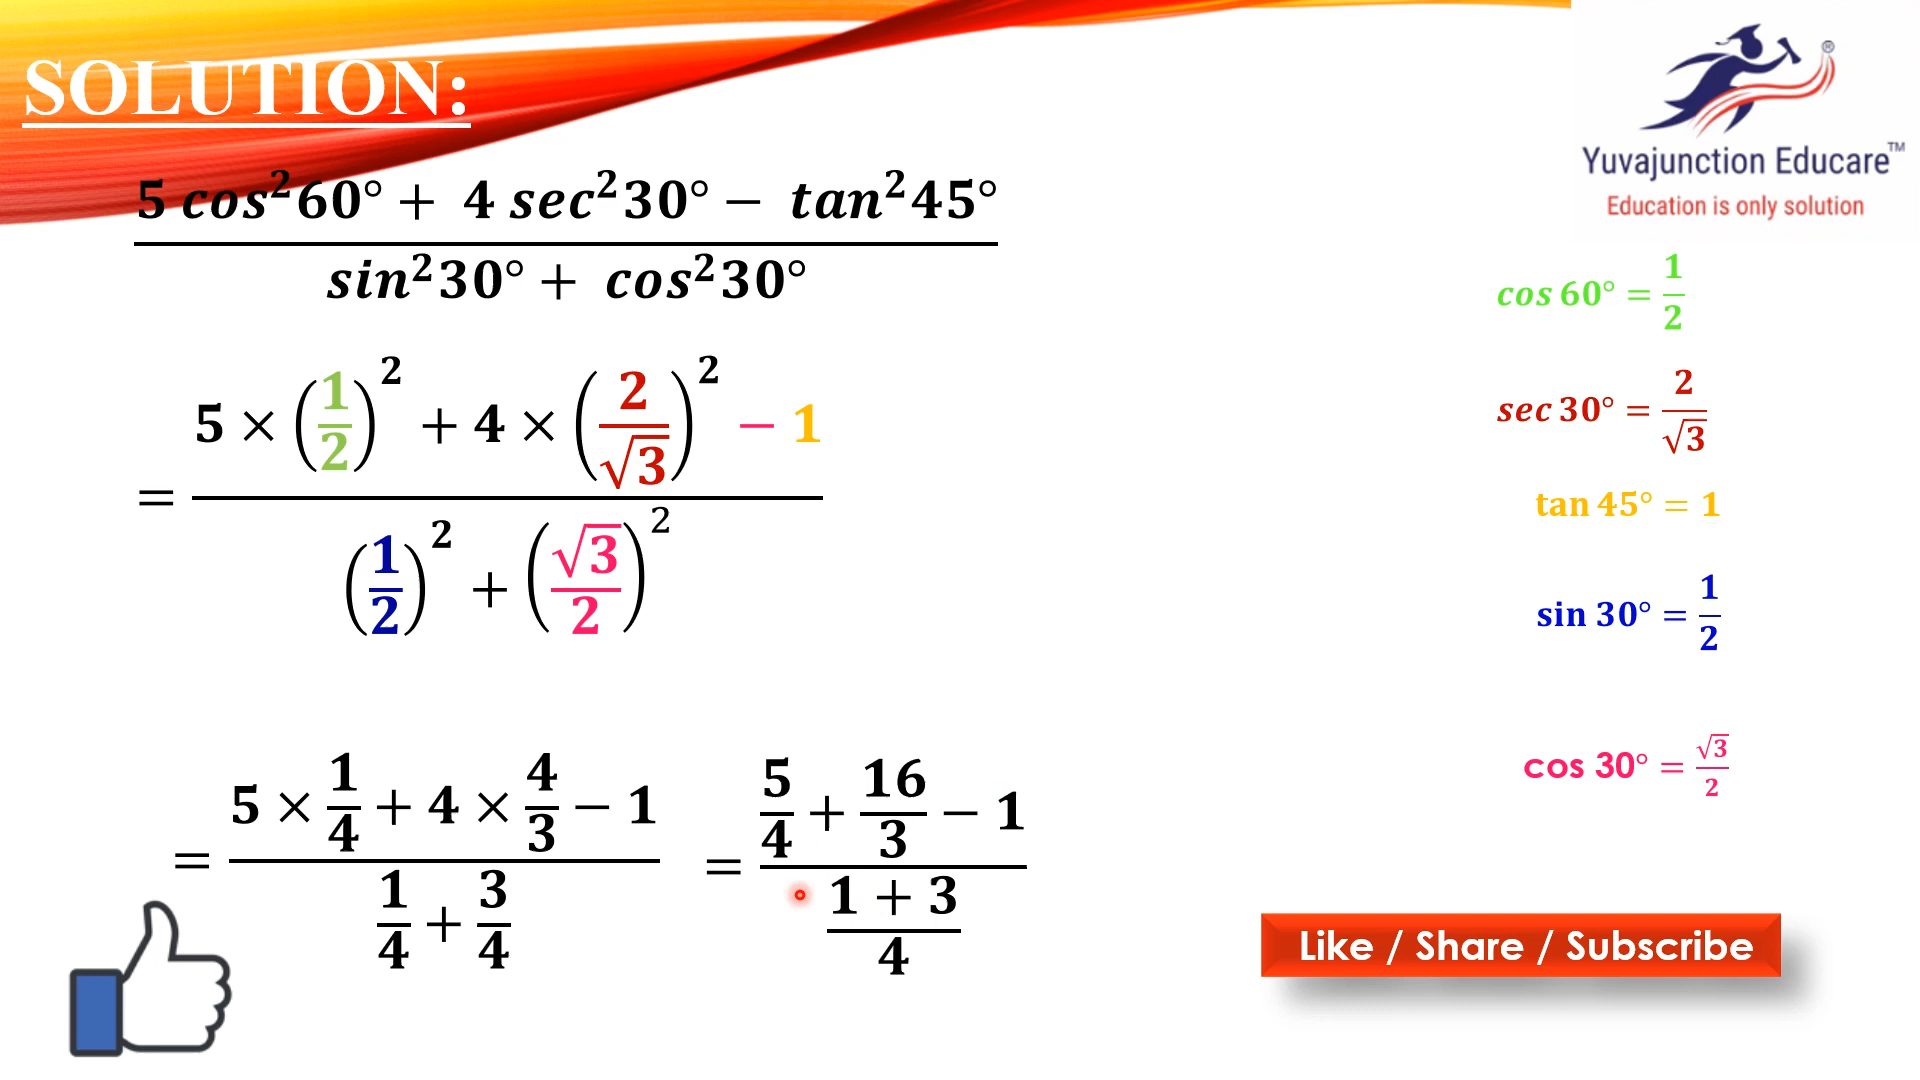 SOLUTION:
®
Yuvajunction Educare™
Education is only solution
(5 cos²60° + 4 sec²30° − tan²45°) / (sin²30° + cos²30°)
= (5 × (1/2)² + 4 × (2/√3)² − 1) / ((1/2)² + (√3/2)²)
= (5 × 1/4 + 4 × 4/3 − 1) / (1/4 + 3/4) = (5/4 + 16/3 − 1) / ((1 + 3)/4)
cos 60° = 1/2
sec 30° = 2/√3
tan 45° = 1
sin 30° = 1/2
cos 30° = √3/2
Like / Share / Subscribe